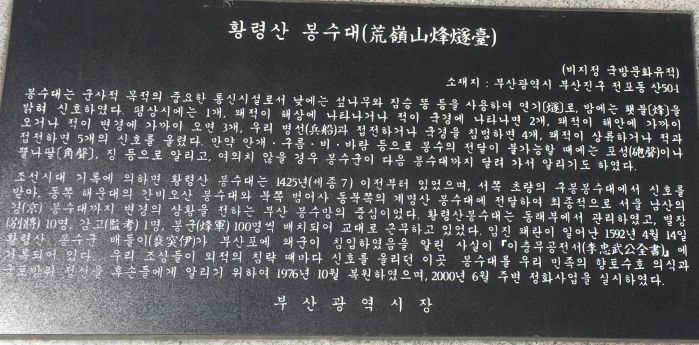 황령산 봉수대(荒嶺山烽燧臺)
(비지정 국방문화유적)
소재지 : 부산광역시 부산진구 전포동 산50-1
봉수대는 군사적 목적의 중요한 통신시설로서 낮에는 섶나무와 짐승 똥 등을 사용하여 연기(燧)로, 밤에는 횃불(烽)을
밝혀 신호하였다. 평상시에는 1개, 왜적이 해상에 나타나거나 적이 국경에 나타나면 2개, 왜적이 해안에 가까이
오거나 적이 변경에 가까이 오면 3개, 우리 병선(兵船)과 접전하거나 국경을 침범하면 4개, 왜적이 상륙하거나 적과
접전하면 5개의 신호를 올렸다. 만약 안개·구름·비·바람 등으로 봉수의 전달이 불가능할 때에는 포성(砲聲)이나
뿔나팔(角聲), 징 등으로 알리고, 여의치 않을 경우 봉수군이 다음 봉수대까지 달려 가서 알리기도 하였다.
조선시대 기록에 의하면 황령산 봉수대는 1425년(세종7) 이전부터 있었으며, 서쪽 초량의 구봉봉수대에서 신호를
받아, 동쪽 해운대의 간비오산 봉수대와 북쪽 범어사 동북쪽의 계명산 봉수대에 전달하여 최종적으로 서울 남산의
경(京) 봉수대까지 변경의 상황을 전하는 부산 봉수망의 중심이었다. 황령산봉수대는 동래부에서 관리하였고, 별장
(別將) 10명, 감고(監考) 1명, 봉군(烽軍) 100명씩 배치되어 교대로 근무하고 있었다. 임진 왜란이 일어난 1592년 4월 14일
황령산 봉수군 배돌이(裵突伊)가 부산포에 왜군이 침입하였음을 알린 사실이『이충무공전서(李忠武公全書)』에
기록되어 있다. 우리 조상들이 외적의 침략 때마다 신호를 올리던 이곳 봉수대를 우리 민족의 향토수호 의식과
국토방위 정신을 후손들에게 알리기 위하여 1976년 10월 복원하였으며, 2000년 6월 주변 정화사업을 실시하였다.
부 산 광 역 시 장